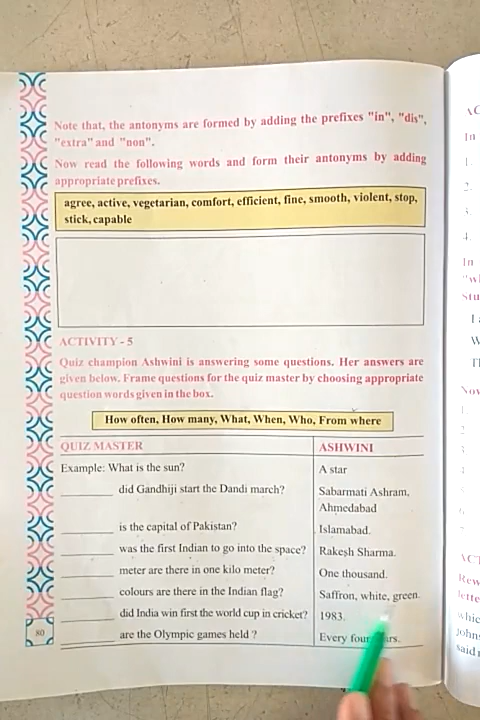 Note that, the antonyms are formed by adding the prefixes "in", "dis",
"extra" and "non".
Now read the following words and form their antonyms by adding
appropriate prefixes.
agree, active, vegetarian, comfort, efficient, fine, smooth, violent, stop,
stick, capable
ACTIVITY - 5
Quiz champion Ashwini is answering some questions. Her answers are
given below. Frame questions for the quiz master by choosing appropriate
question words given in the box.
How often, How many, What, When, Who, From where
QUIZ MASTER ASHWINI
Example: What is the sun? A star
________ did Gandhiji start the Dandi march? Sabarmati Ashram,
Ahmedabad
________ is the capital of Pakistan? Islamabad.
________ was the first Indian to go into the space? Rakesh Sharma.
________ meter are there in one kilo meter? One thousand.
________ colours are there in the Indian flag? Saffron, white, green.
________ did India win first the world cup in cricket? 1983.
________ are the Olympic games held ? Every four
80
In
1.
2.
3.
4.
In